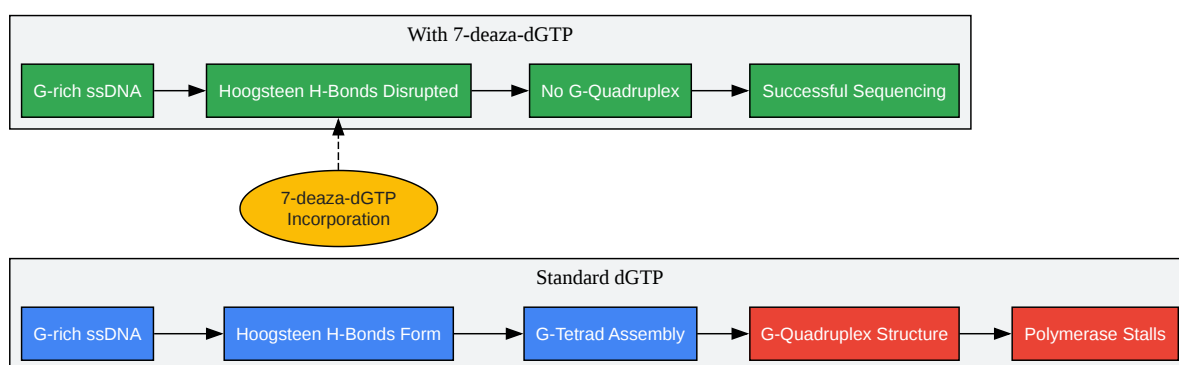 With 7-deaza-dGTP
G-rich ssDNA
Hoogsteen H-Bonds Disrupted
No G-Quadruplex
Successful Sequencing
7-deaza-dGTP
Incorporation
Standard dGTP
G-rich ssDNA
Hoogsteen H-Bonds Form
G-Tetrad Assembly
G-Quadruplex Structure
Polymerase Stalls